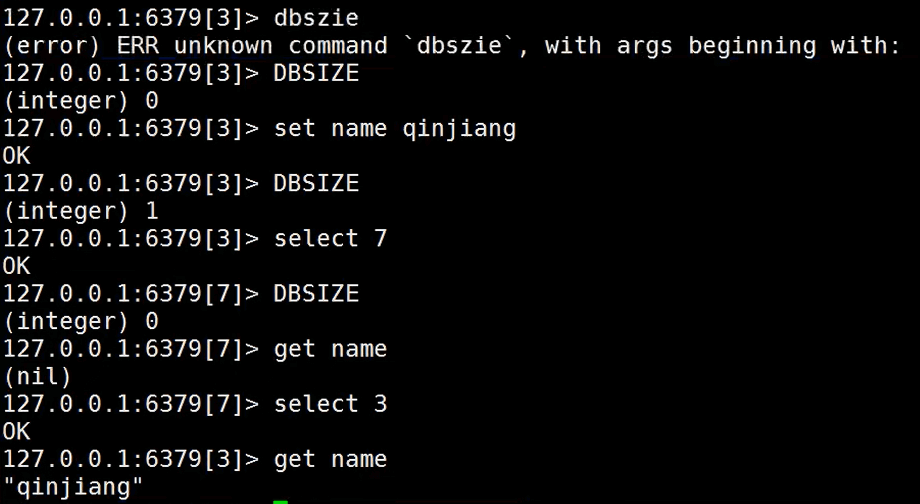 127.0.0.1:6379[3]> dbszie
(error) ERR unknown command `dbszie`, with args beginning with:
127.0.0.1:6379[3]> DBSIZE
(integer) 0
127.0.0.1:6379[3]> set name qinjiang
OK
127.0.0.1:6379[3]> DBSIZE
(integer) 1
127.0.0.1:6379[3]> select 7
OK
127.0.0.1:6379[7]> DBSIZE
(integer) 0
127.0.0.1:6379[7]> get name
(nil)
127.0.0.1:6379[7]> select 3
OK
127.0.0.1:6379[3]> get name
"qinjiang"